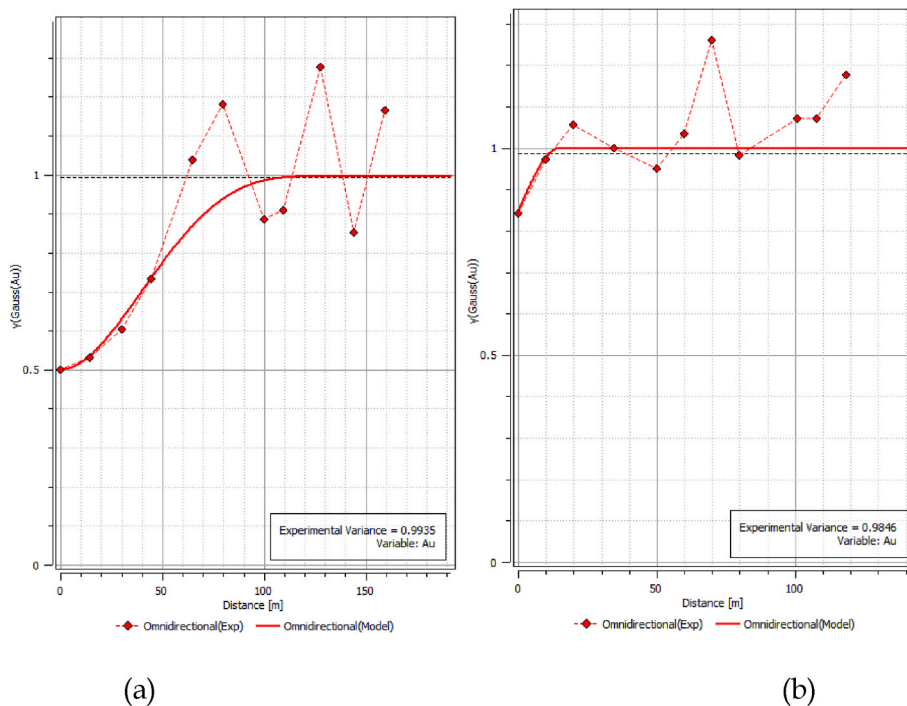 γ(Gauss(Au))
1
0.5
0
0 50 100 150
Distance [m]
Experimental Variance = 0.9935
Variable: Au
Omnidirectional(Exp) Omnidirectional(Model)
(a)
γ(Gauss(Au))
1
0.5
0
0 50 100
Distance [m]
Experimental Variance = 0.9846
Variable: Au
Omnidirectional(Exp) Omnidirectional(Model)
(b)